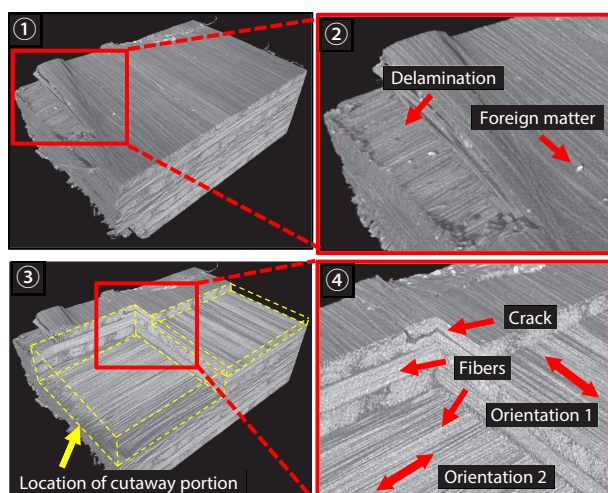 ①
②
Delamination
Foreign matter
③
④
Crack
Fibers
Orientation 1
Orientation 2
Location of cutaway portion